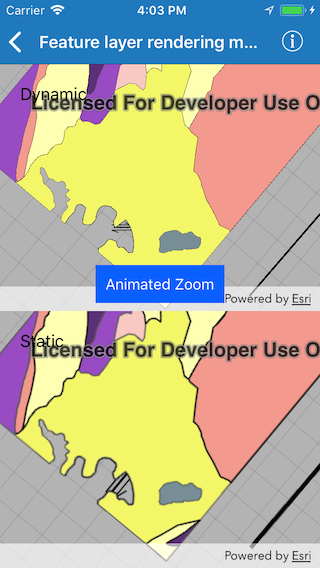 Carrier 4:03 PM
Feature layer rendering m...
Dynamic
Licensed For Developer Use O
Animated Zoom
Powered by Esri
Static
Licensed For Developer Use O
Powered by Esri